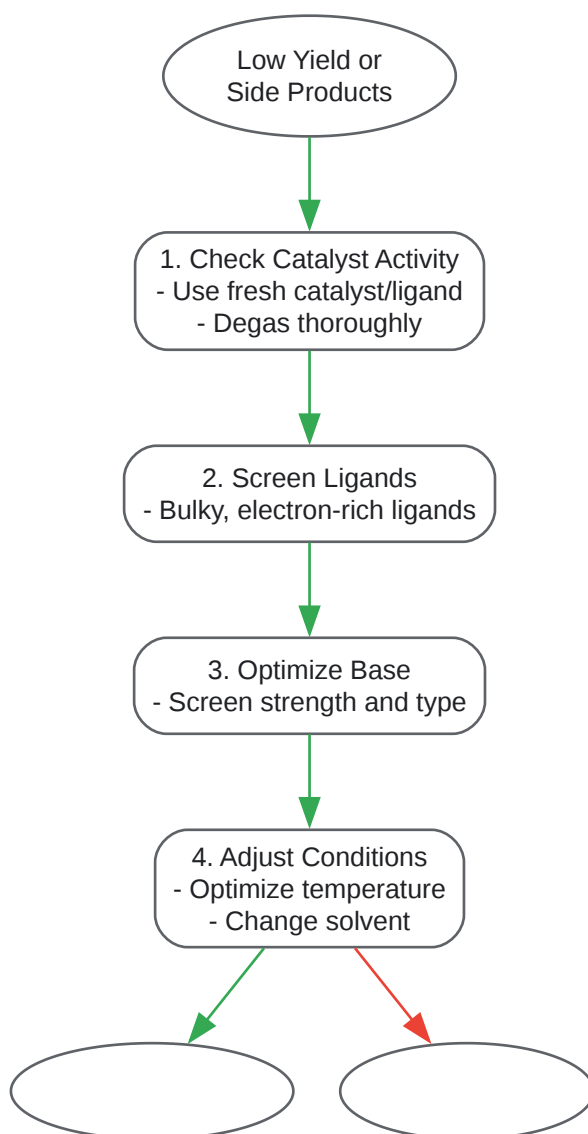 Low Yield or
Side Products
1. Check Catalyst Activity
- Use fresh catalyst/ligand
- Degas thoroughly
2. Screen Ligands
- Bulky, electron-rich ligands
3. Optimize Base
- Screen strength and type
4. Adjust Conditions
- Optimize temperature
- Change solvent